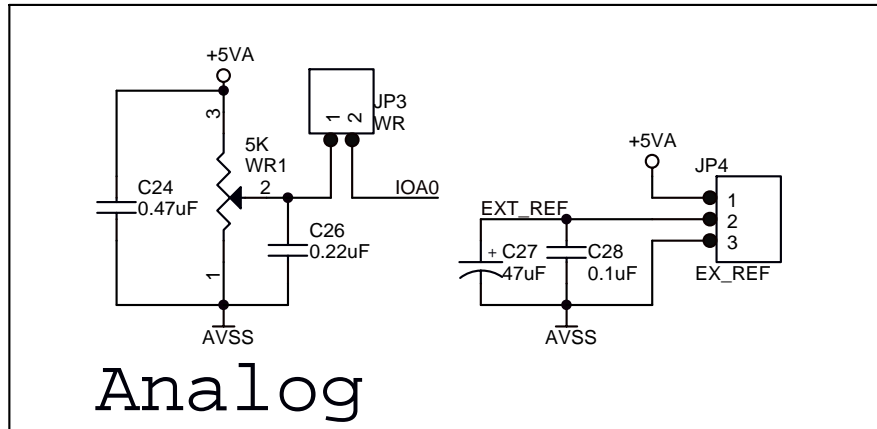 +5VA
3
5K
WR1
2
1
C24
0.47uF
C26
0.22uF
AVSS
1
2
JP3
WR
IOA0
+5VA
JP4
1
2
3
EX_REF
EXT_REF
+
C27
47uF
C28
0.1uF
AVSS
Analog